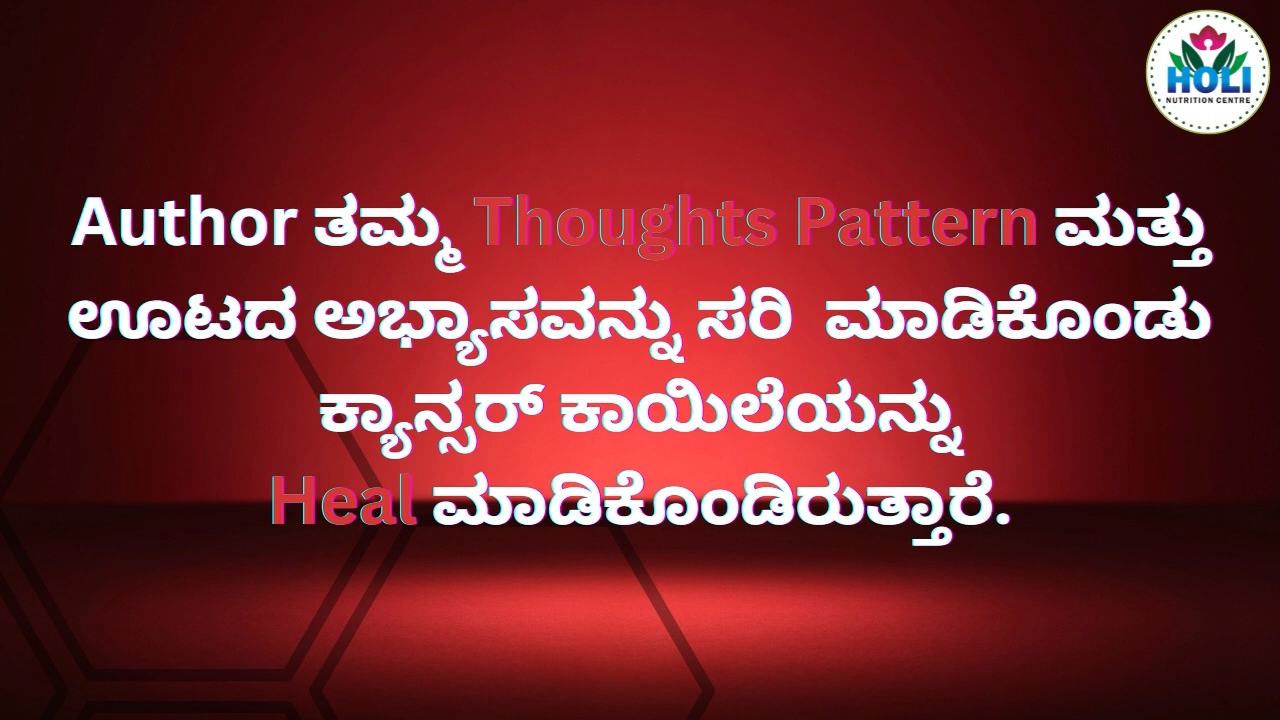 HOLI
NUTRITION CENTRE
Author ತಮ್ಮ Thoughts Pattern ಮತ್ತು
ಊಟದ ಅಭ್ಯಾಸವನ್ನು ಸರಿ ಮಾಡಿಕೊಂಡು
ಕ್ಯಾನ್ಸರ್ ಕಾಯಿಲೆಯನ್ನು
Heal ಮಾಡಿಕೊಂಡಿರುತ್ತಾರೆ.